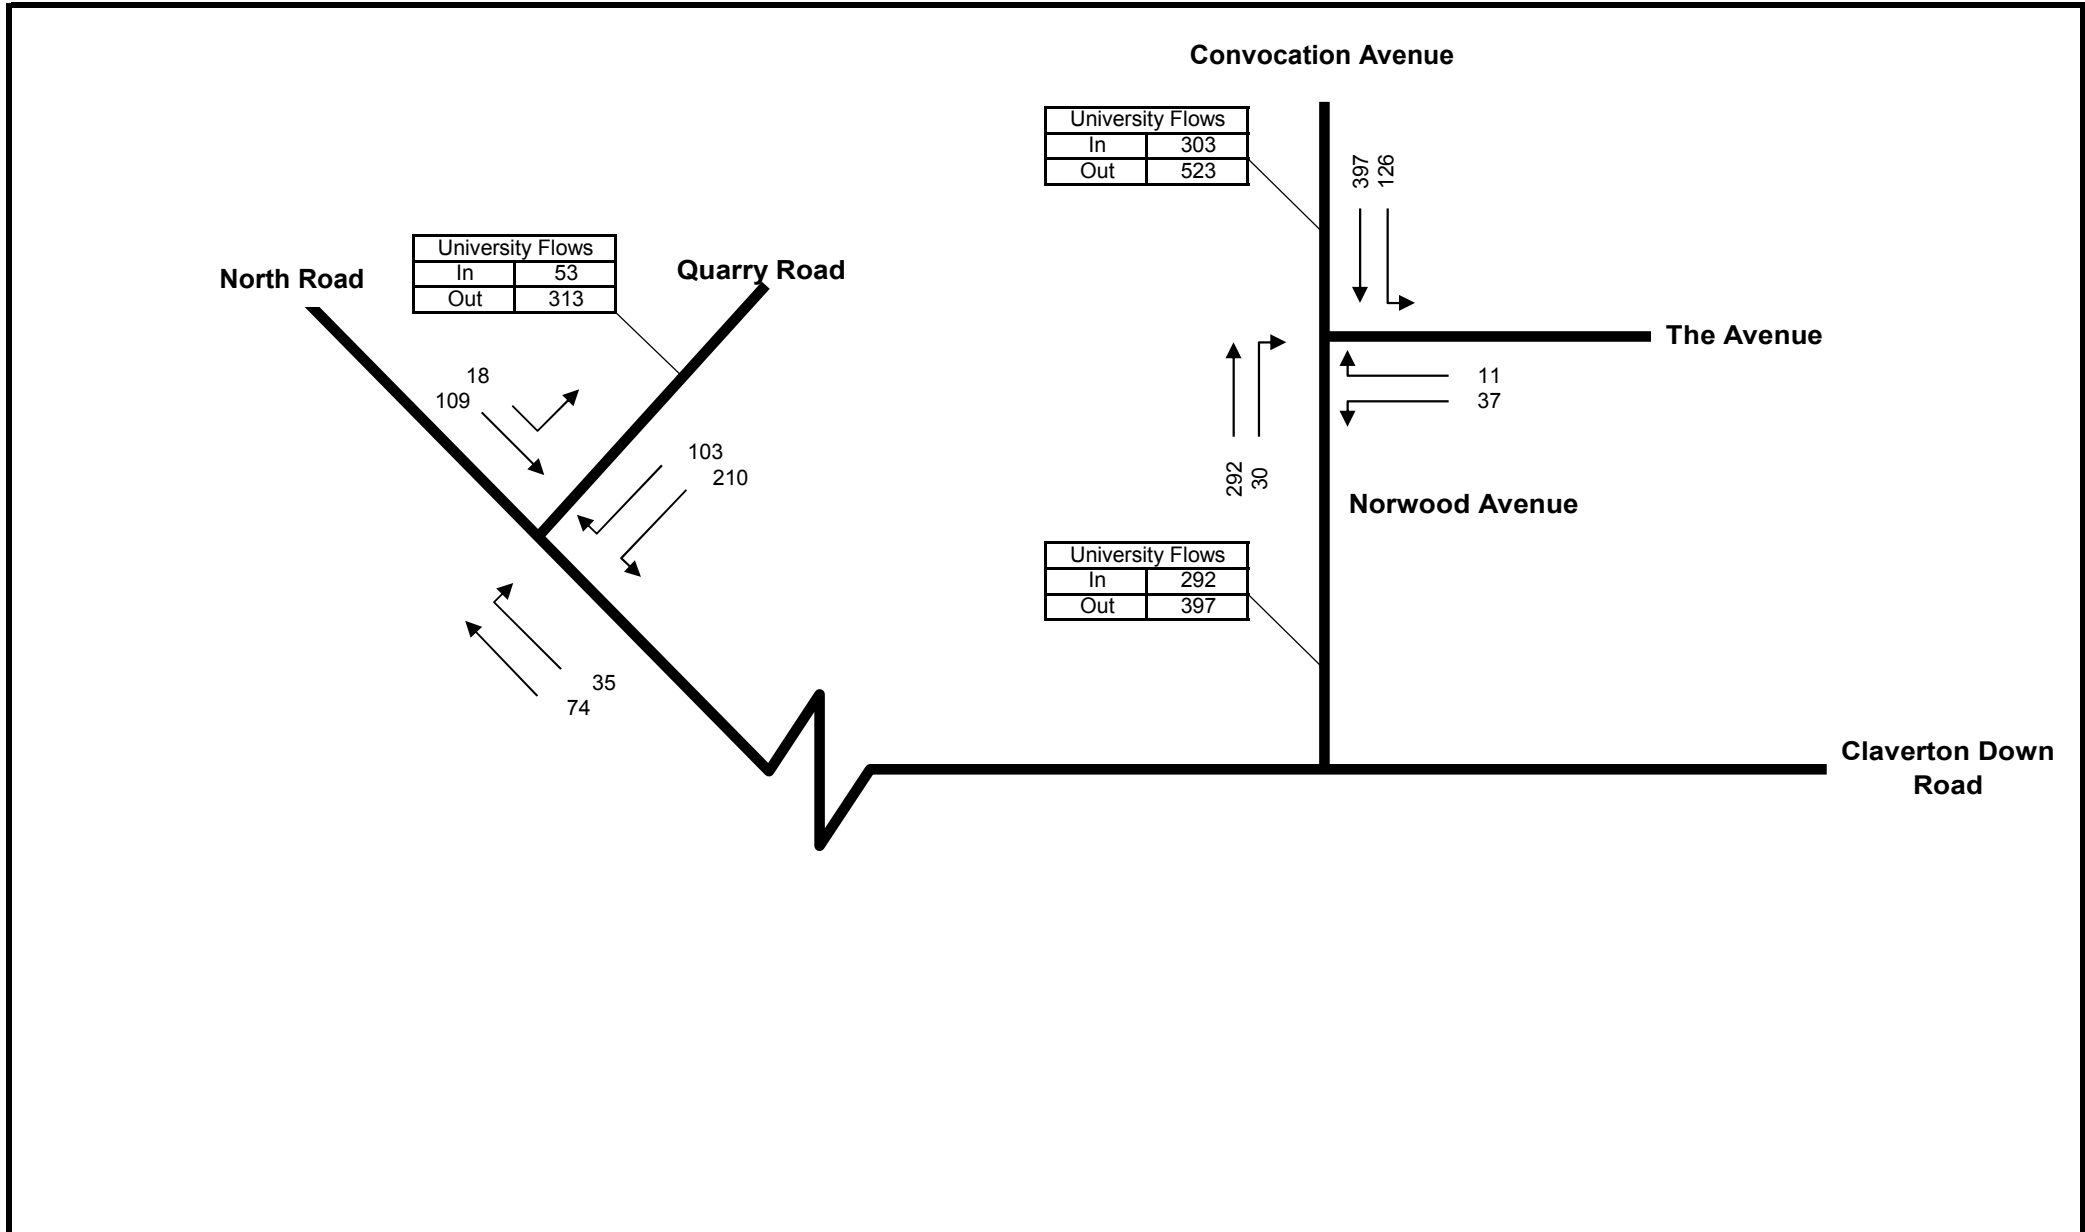 Convocation Avenue
University Flows
In 303
Out 523
397
126
University Flows
In 53
Out 313
North Road
Quarry Road
The Avenue
18
109
11
37
103
210
292
30
Norwood Avenue
University Flows
In 292
Out 397
35
74
Claverton Down
Road